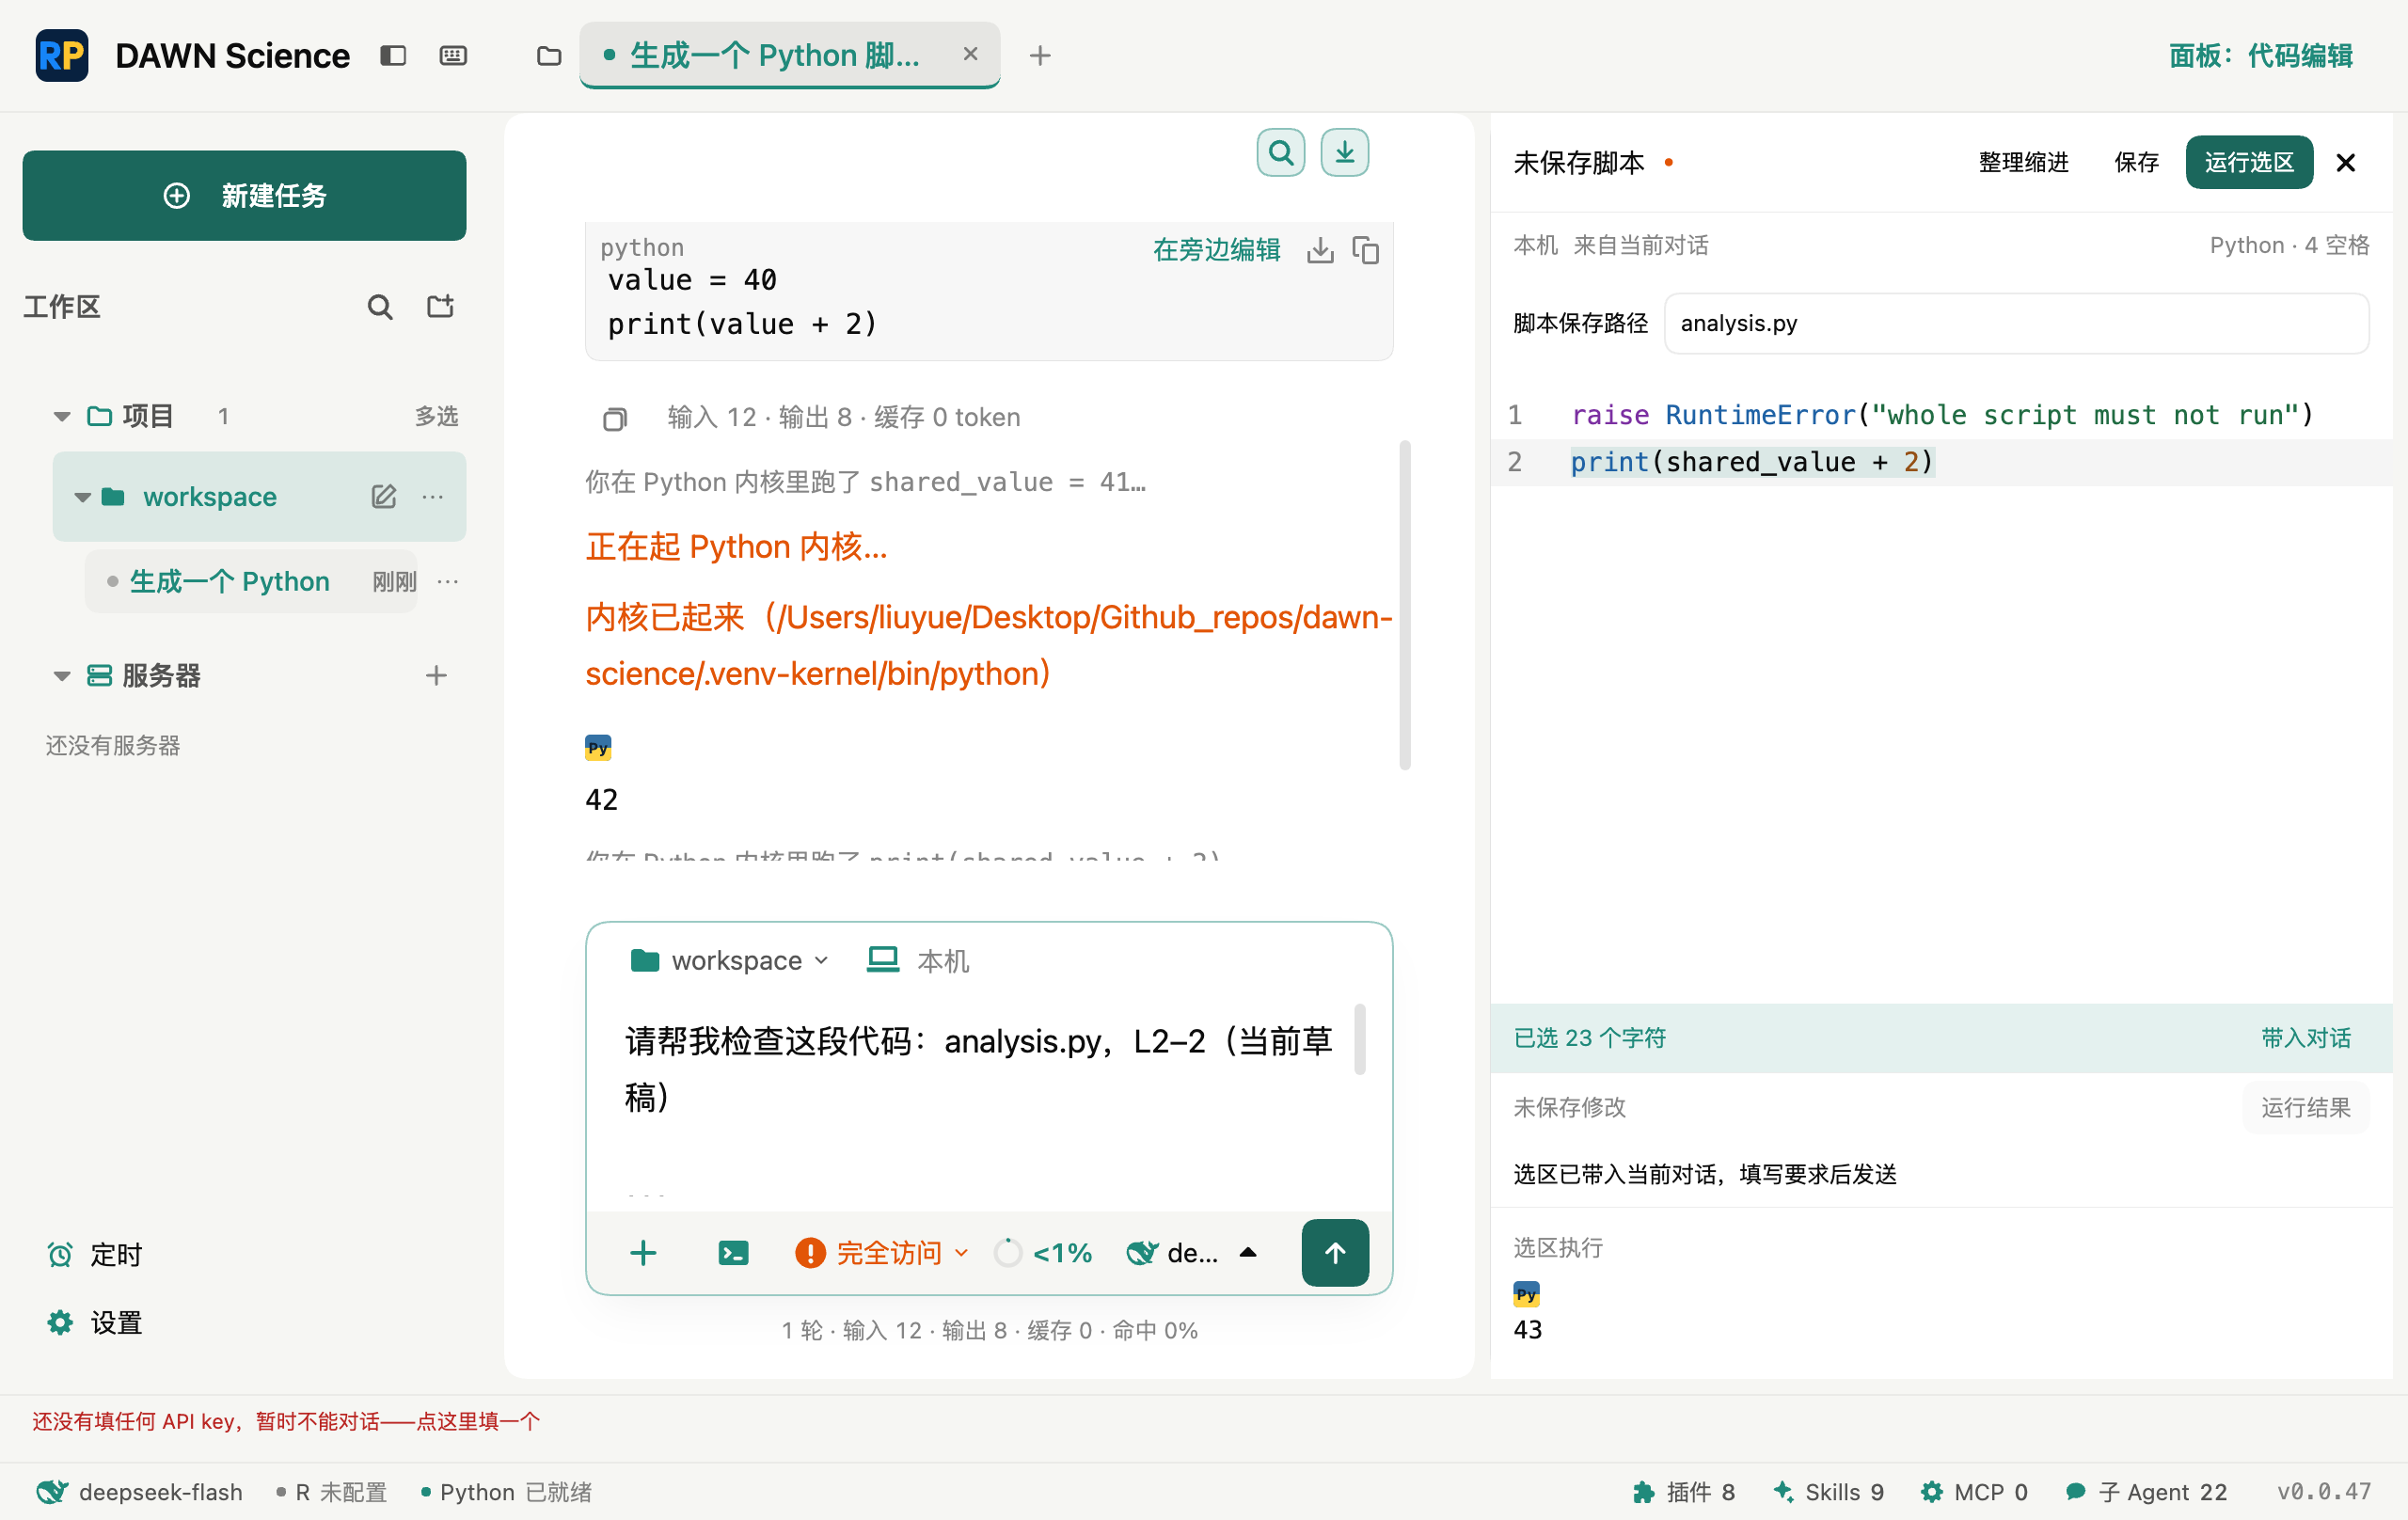 RP DAWN Science
生成一个 Python 脚...
面板：代码编辑
新建任务
工作区
项目 1 多选
workspace
生成一个 Python 刚刚
服务器
还没有服务器
定时
设置
python 在旁边编辑
value = 40
print(value + 2)
输入 12 · 输出 8 · 缓存 0 token
你在 Python 内核里跑了 shared_value = 41…
正在起 Python 内核…
内核已起来（/Users/liuyue/Desktop/Github_repos/dawn-
science/.venv-kernel/bin/python）
Py
42
你在 Python 内核里跑了 print(shared_value + 2)
workspace 本机
请帮我检查这段代码：analysis.py，L2–2（当前草
稿）
完全访问 <1% de...
1 轮 · 输入 12 · 输出 8 · 缓存 0 · 命中 0%
未保存脚本 整理缩进 保存 运行选区
本机 来自当前对话 Python · 4 空格
脚本保存路径 analysis.py
1 raise RuntimeError("whole script must not run")
2 print(shared_value + 2)
已选 23 个字符 带入对话
未保存修改 运行结果
选区已带入当前对话，填写要求后发送
选区执行
Py
43
还没有填任何 API key，暂时不能对话——点这里填一个
deepseek-flash R 未配置 Python 已就绪 插件 8 Skills 9 MCP 0 子 Agent 22 v0.0.47